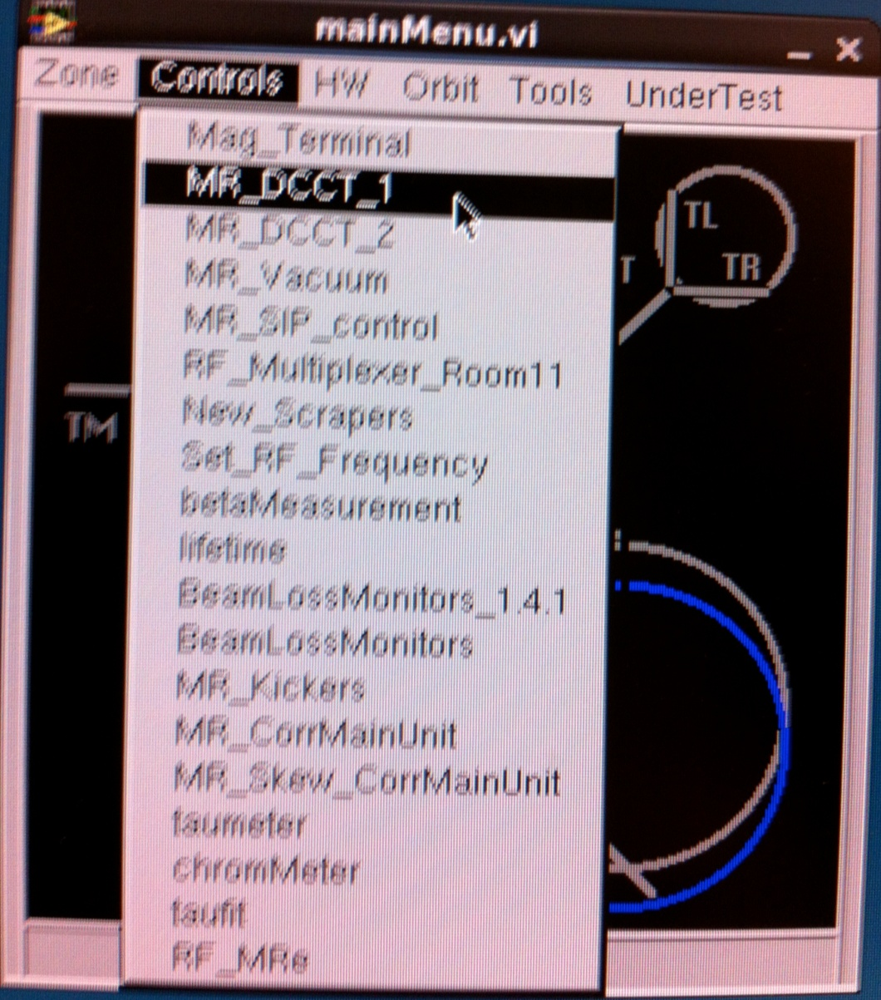 mainMenu.vi
Zone Controls HW Orbit Tools UnderTest
Mag_Terminal
MR_DCCT_1
MR_DCCT_2
MR_Vacuum
MR_SIP_control
RF_Multiplexer_Room11
New_Scrapers
Set_RF_Frequency
betaMeasurement
lifetime
BeamLossMonitors_1.4.1
BeamLossMonitors
MR_Kickers
MR_CorrMainUnit
MR_Skew_CorrMainUnit
taumeter
chromMeter
taufit
RF_MRe
TL
T TR
TM